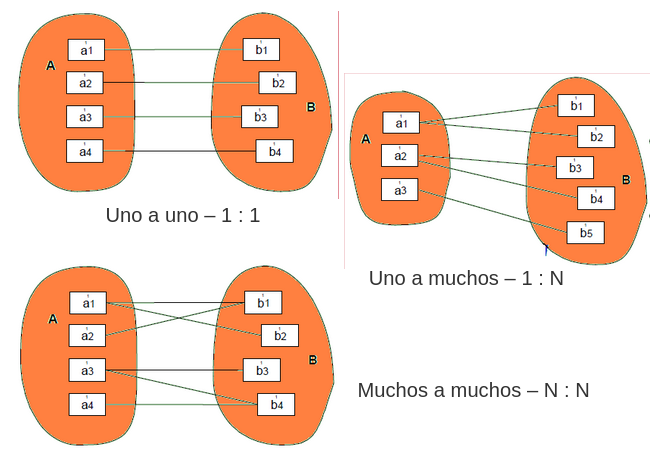 A
a1
a2
a3
a4
b1
b2
b3
b4
B
Uno a uno – 1 : 1
A
a1
a2
a3
b1
b2
b3
b4
b5
B
Uno a muchos – 1 : N
A
a1
a2
a3
a4
b1
b2
b3
b4
B
Muchos a muchos – N : N